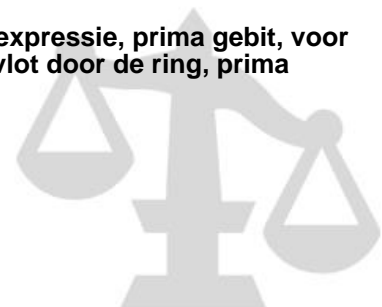 expressie, prima gebit, voor
vlot door de ring, prima